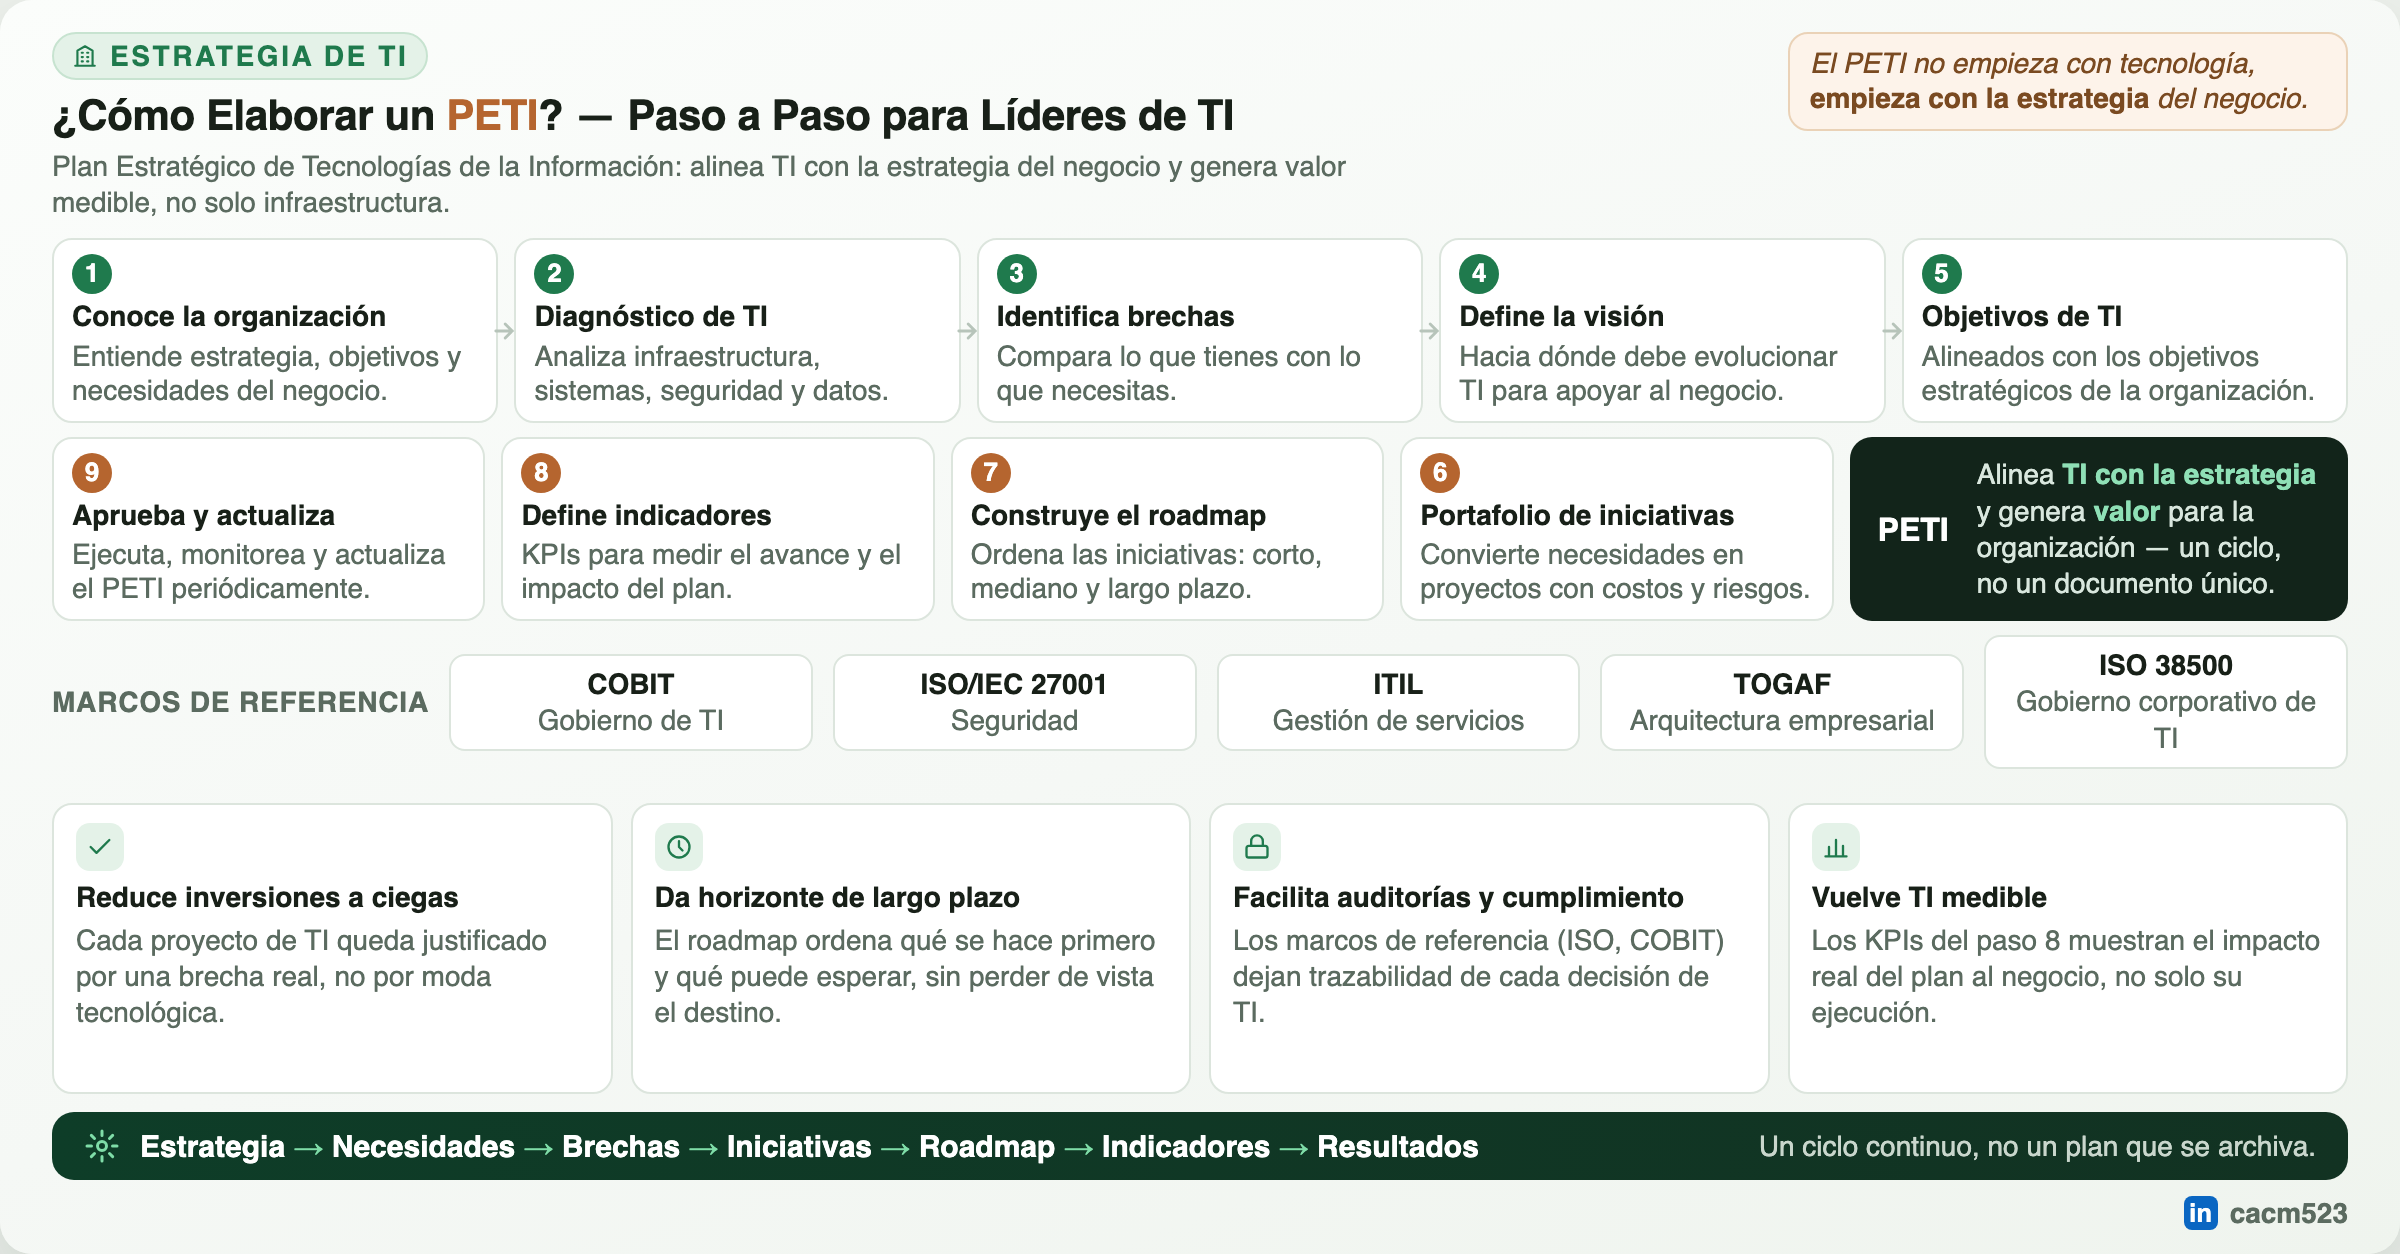 ESTRATEGIA DE TI
¿Cómo Elaborar un PETI? — Paso a Paso para Líderes de TI
Plan Estratégico de Tecnologías de la Información: alinea TI con la estrategia del negocio y genera valor
medible, no solo infraestructura.
El PETI no empieza con tecnología,
empieza con la estrategia del negocio.
1
Conoce la organización
Entiende estrategia, objetivos y
necesidades del negocio.
→
2
Diagnóstico de TI
Analiza infraestructura,
sistemas, seguridad y datos.
→
3
Identifica brechas
Compara lo que tienes con lo
que necesitas.
→
4
Define la visión
Hacia dónde debe evolucionar
TI para apoyar al negocio.
→
5
Objetivos de TI
Alineados con los objetivos
estratégicos de la organización.
9
Aprueba y actualiza
Ejecuta, monitorea y actualiza
el PETI periódicamente.
8
Define indicadores
KPIs para medir el avance y el
impacto del plan.
7
Construye el roadmap
Ordena las iniciativas: corto,
mediano y largo plazo.
6
Portafolio de iniciativas
Convierte necesidades en
proyectos con costos y riesgos.
PETI
Alinea TI con la estrategia
y genera valor para la
organización — un ciclo,
no un documento único.
MARCOS DE REFERENCIA
COBIT
Gobierno de TI
ISO/IEC 27001
Seguridad
ITIL
Gestión de servicios
TOGAF
Arquitectura empresarial
ISO 38500
Gobierno corporativo de
TI
Reduce inversiones a ciegas
Cada proyecto de TI queda justificado
por una brecha real, no por moda
tecnológica.
Da horizonte de largo plazo
El roadmap ordena qué se hace primero
y qué puede esperar, sin perder de vista
el destino.
Facilita auditorías y cumplimiento
Los marcos de referencia (ISO, COBIT)
dejan trazabilidad de cada decisión de
TI.
Vuelve TI medible
Los KPIs del paso 8 muestran el impacto
real del plan al negocio, no solo su
ejecución.
Estrategia → Necesidades → Brechas → Iniciativas → Roadmap → Indicadores → Resultados
Un ciclo continuo, no un plan que se archiva.
in cacm523